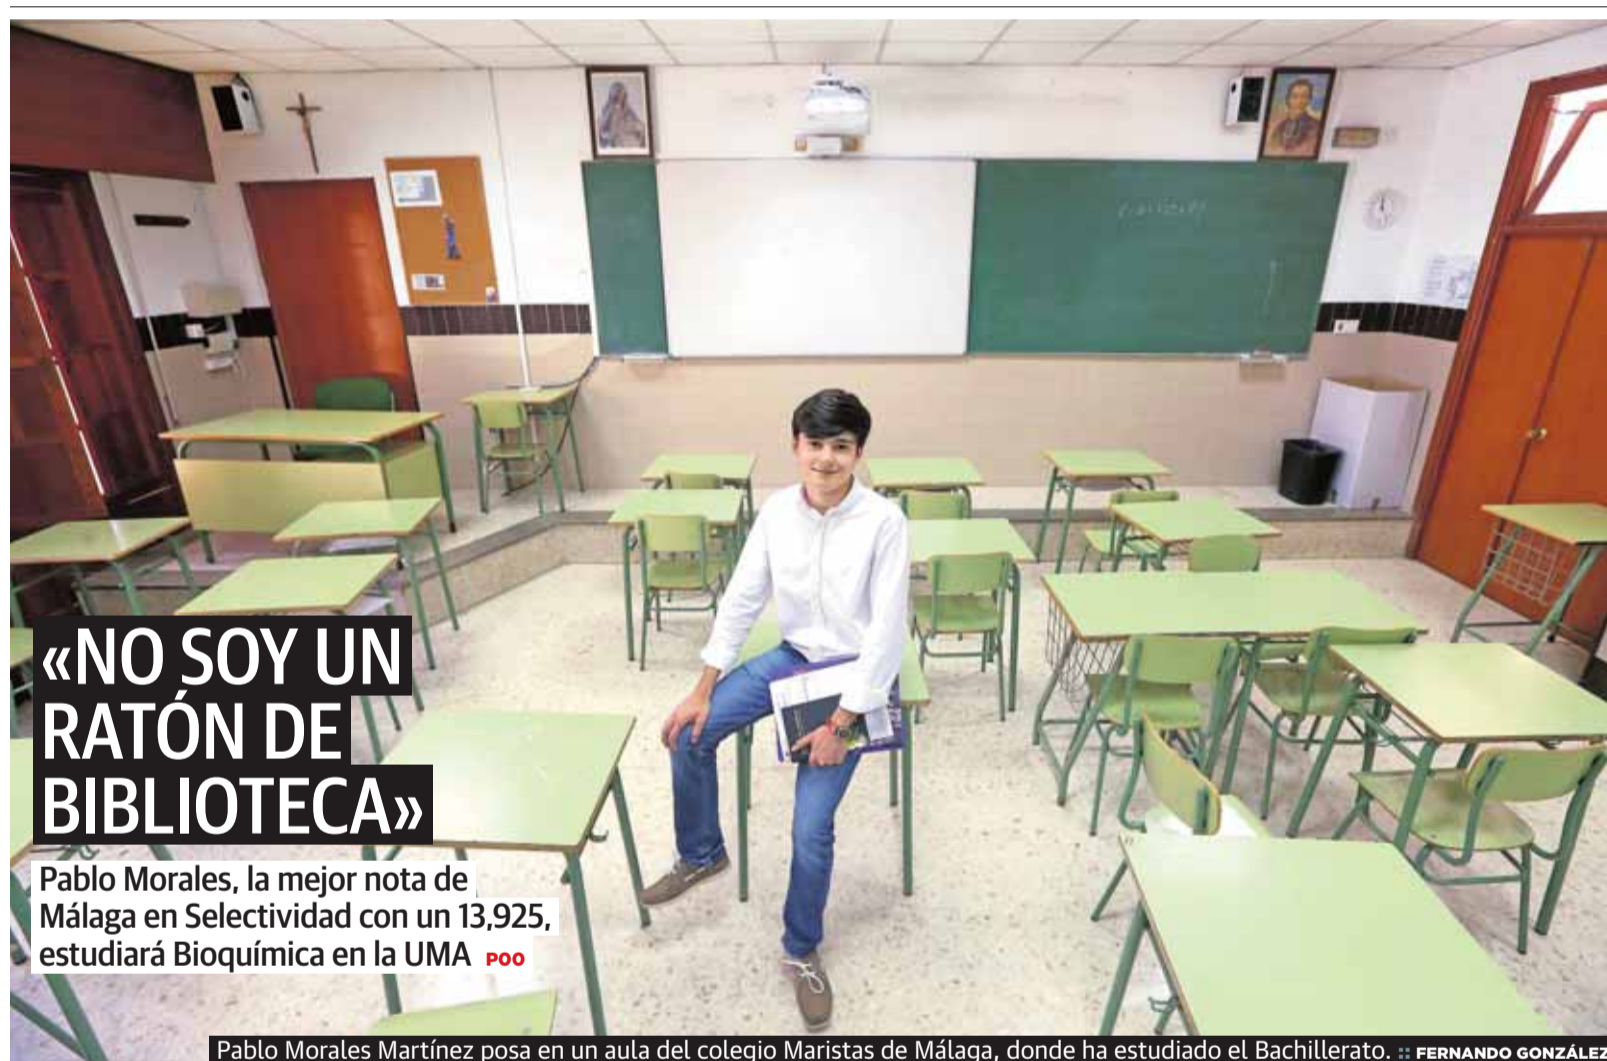 «NO SOY UN
RATÓN DE
BIBLIOTECA»
Pablo Morales, la mejor nota de
Málaga en Selectividad con un 13,925,
estudiará Bioquímica en la UMA P00
Pablo Morales Martínez posa en un aula del colegio Maristas de Málaga, donde ha estudiado el Bachillerato. :: FERNANDO GONZÁLEZ